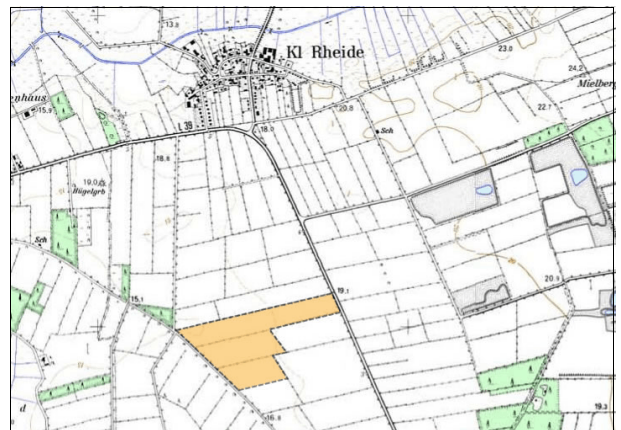 13.8
Kl Rheide
23.0
24.2
Mielberg
enhaus
15.9
20.8
22.7
L 39
18.0
Sch
18.8
19.0
Hügelgrb
Sch
15.1
19.1
20.9
16.8
19.3
d